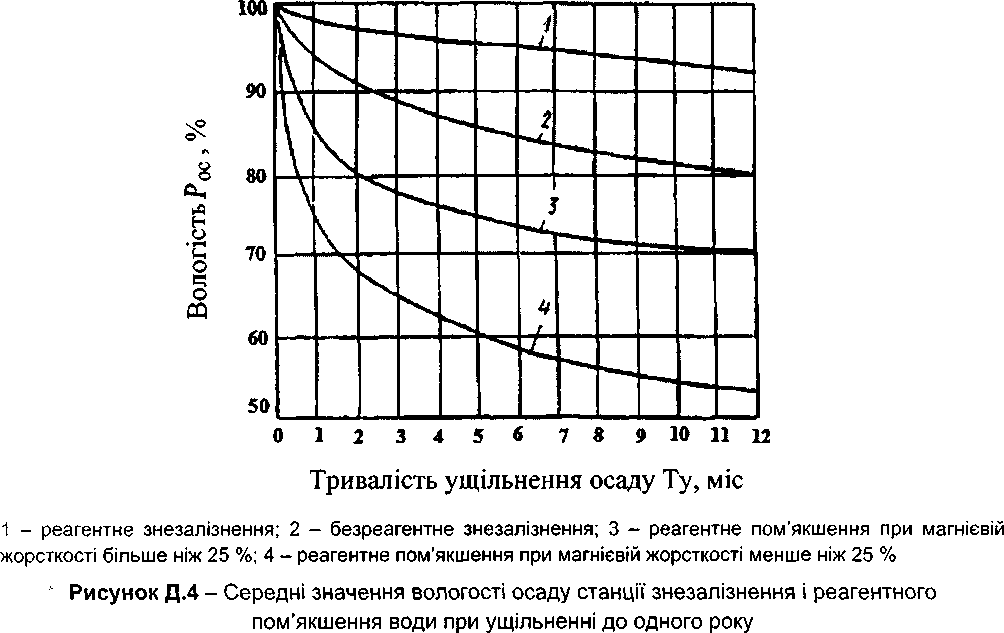 100
90
80
70
60
50
Вологість Рос, %
1
2
3
4
0 1 2 3 4 5 6 7 8 9 10 11 12
Тривалість ущільнення осаду Ту, міс
1 – реагентне знезалізнення; 2 – безреагентне знезалізнення; 3 – реагентне пом'якшення при магнієвій
жорсткості більше ніж 25 %; 4 – реагентне пом'якшення при магнієвій жорсткості менше ніж 25 %
Рисунок Д.4 – Середні значення вологості осаду станції знезалізнення і реагентного
пом'якшення води при ущільненні до одного року